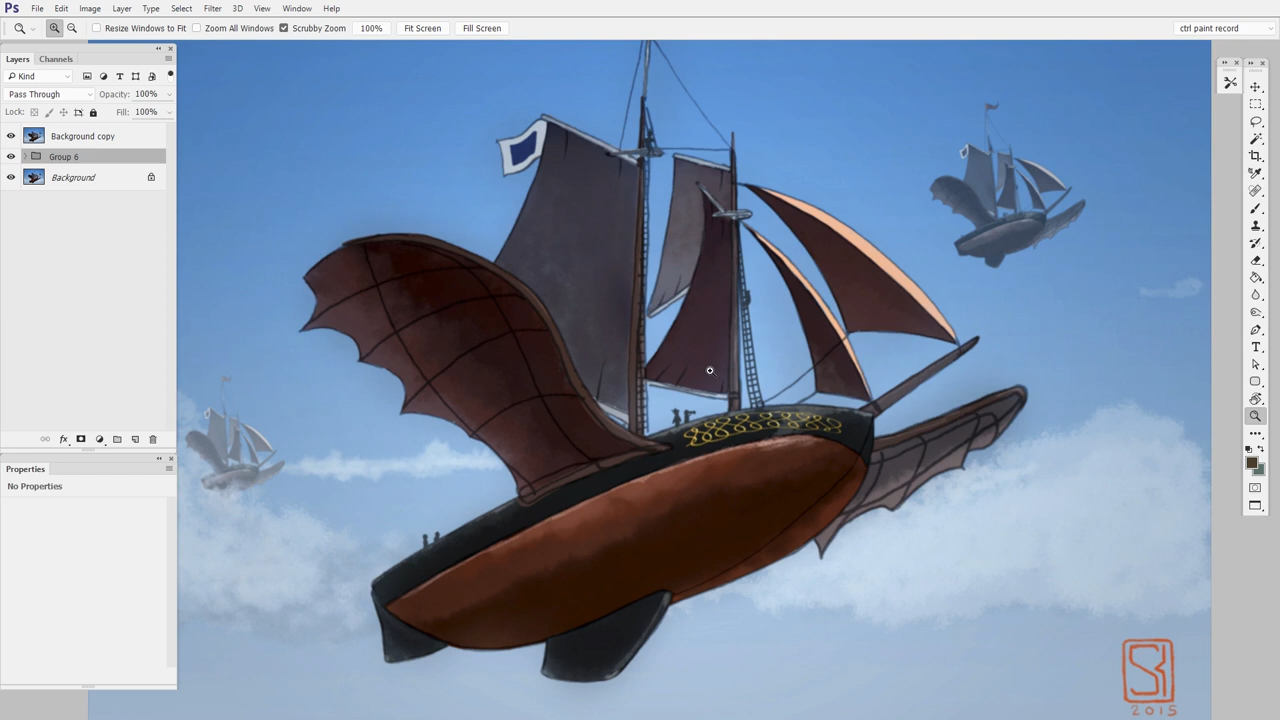 Ps File Edit Image Layer Type Select Filter 3D View Window Help
Resize Windows to Fit Zoom All Windows Scrubby Zoom 100% Fit Screen Fill Screen ctrl paint record
Layers Channels
Kind
Pass Through Opacity: 100%
Lock: Fill: 100%
Background copy
Group 6
Background
fx
Properties
No Properties
SR
2015